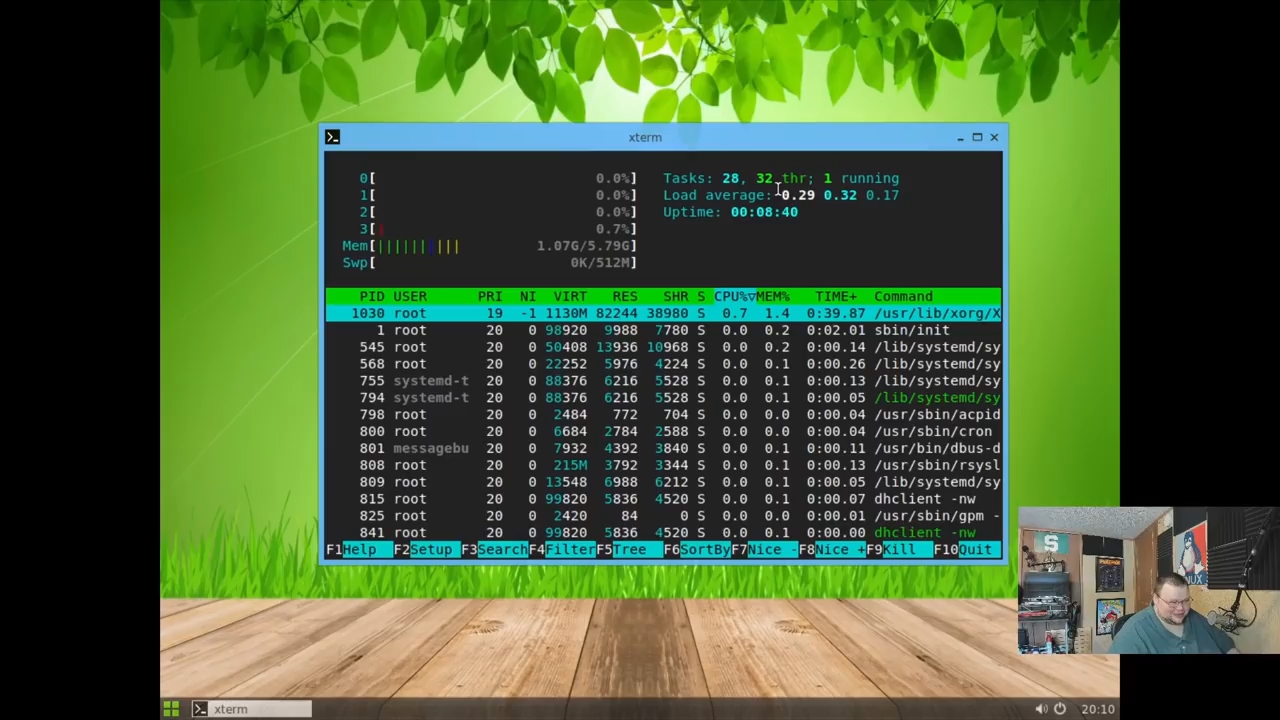 xterm
0[ 0.0%] Tasks: 28, 32 thr; 1 running
1[ 0.0%] Load average: 0.29 0.32 0.17
2[ 0.0%] Uptime: 00:08:40
3[| 0.7%]
Mem[|||||||||| 1.07G/5.79G]
Swp[ 0K/512M]
PID USER PRI NI VIRT RES SHR S CPU%▽MEM% TIME+ Command
1030 root 19 -1 1130M 82244 38980 S 0.7 1.4 0:39.87 /usr/lib/xorg/X
1 root 20 0 98920 9988 7780 S 0.0 0.2 0:02.01 sbin/init
545 root 20 0 50408 13936 10968 S 0.0 0.2 0:00.14 /lib/systemd/sy
568 root 20 0 22252 5976 4224 S 0.0 0.1 0:00.26 /lib/systemd/sy
755 systemd-t 20 0 88376 6216 5528 S 0.0 0.1 0:00.13 /lib/systemd/sy
794 systemd-t 20 0 88376 6216 5528 S 0.0 0.1 0:00.05 /lib/systemd/sy
798 root 20 0 2484 772 704 S 0.0 0.0 0:00.04 /usr/sbin/acpid
800 root 20 0 6684 2784 2588 S 0.0 0.0 0:00.04 /usr/sbin/cron
801 messagebu 20 0 7932 4392 3840 S 0.0 0.1 0:00.11 /usr/bin/dbus-d
808 root 20 0 215M 3792 3344 S 0.0 0.1 0:00.13 /usr/sbin/rsysl
809 root 20 0 13548 6988 6212 S 0.0 0.1 0:00.05 /lib/systemd/sy
815 root 20 0 99820 5836 4520 S 0.0 0.1 0:00.07 dhclient -nw
825 root 20 0 2420 84 0 S 0.0 0.0 0:00.01 /usr/sbin/gpm -
841 root 20 0 99820 5836 4520 S 0.0 0.1 0:00.00 dhclient -nw
F1Help F2Setup F3Search F4Filter F5Tree F6SortBy F7Nice - F8Nice + F9Kill F10Quit
S
xterm
20:10